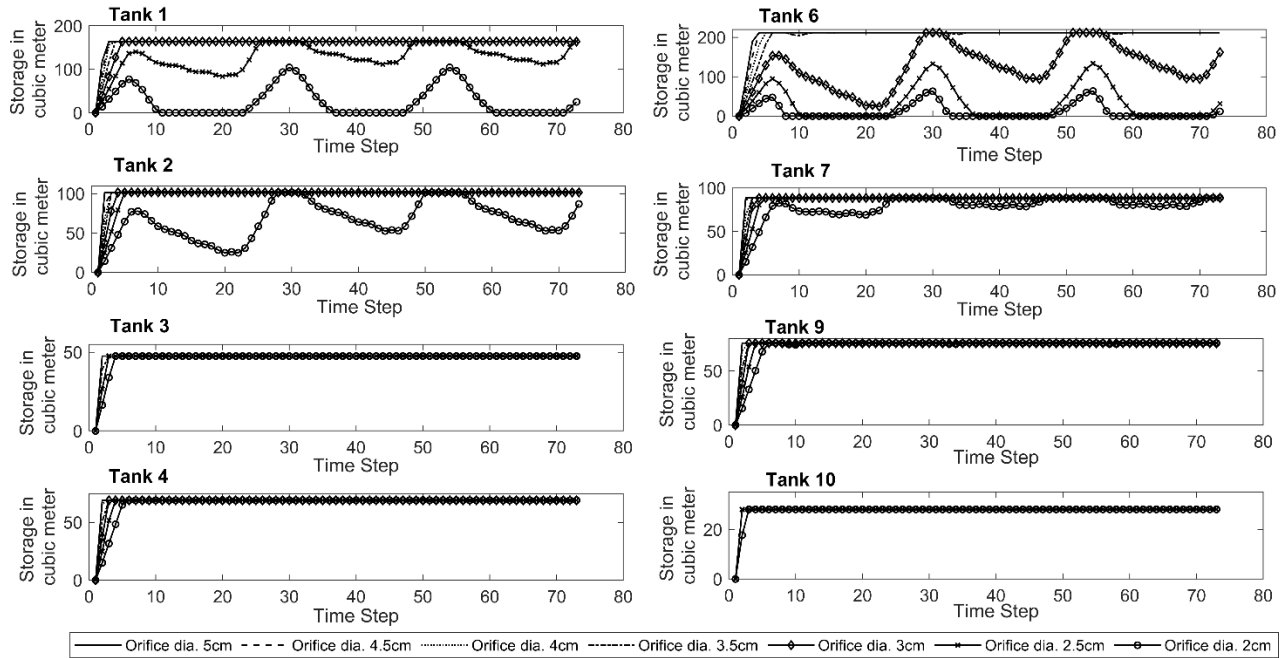 Tank 1
Storage in
cubic meter
200
100
0
0 10 20 30 40 50 60 70 80
Time Step
Tank 2
Storage in
cubic meter
100
50
0
0 10 20 30 40 50 60 70 80
Time Step
Tank 3
Storage in
cubic meter
50
0
0 10 20 30 40 50 60 70 80
Time Step
Tank 4
Storage in
cubic meter
50
0
0 10 20 30 40 50 60 70 80
Time Step
Tank 6
Storage in
cubic meter
200
100
0
0 10 20 30 40 50 60 70 80
Time Step
Tank 7
Storage in
cubic meter
100
50
0
0 10 20 30 40 50 60 70 80
Time Step
Tank 9
Storage in
cubic meter
50
0
0 10 20 30 40 50 60 70 80
Time Step
Tank 10
Storage in
cubic meter
20
0
0 10 20 30 40 50 60 70 80
Time Step
Orifice dia. 5cm Orifice dia. 4.5cm Orifice dia. 4cm Orifice dia. 3.5cm Orifice dia. 3cm Orifice dia. 2.5cm Orifice dia. 2cm